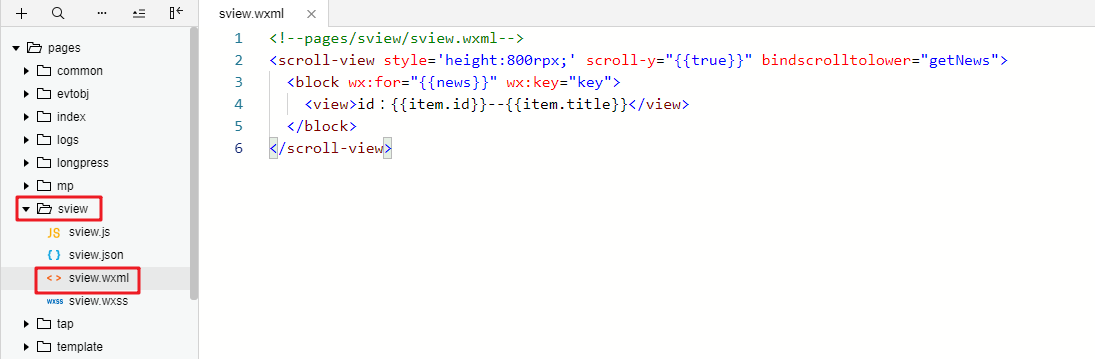 sview.wxml
pages
common
evtobj
index
logs
longpress
mp
sview
JS sview.js
{ } sview.json
< > sview.wxml
wxss sview.wxss
tap
template
1 <!--pages/sview/sview.wxml-->
2 <scroll-view style='height:800rpx;' scroll-y="{{true}}" bindscrolltolower="getNews">
3 <block wx:for="{{news}}" wx:key="key">
4 <view>id：{{item.id}}--{{item.title}}</view>
5 </block>
6 </scroll-view>